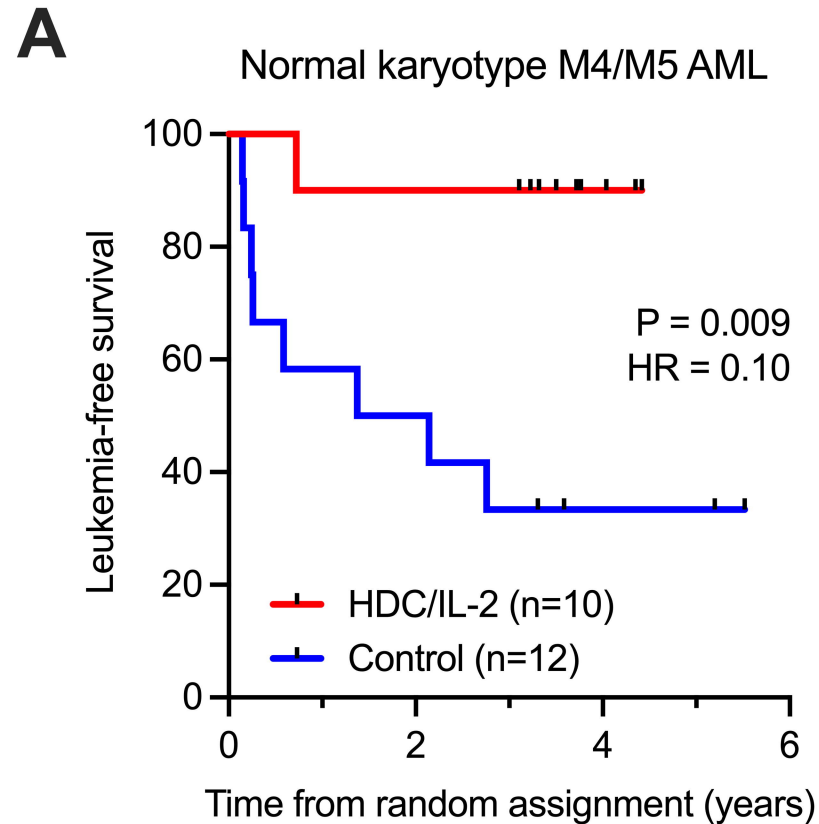 A
Normal karyotype M4/M5 AML
100
80
60
40
20
0
Leukemia-free survival
P = 0.009
HR = 0.10
HDC/IL-2 (n=10)
Control (n=12)
0 2 4 6
Time from random assignment (years)